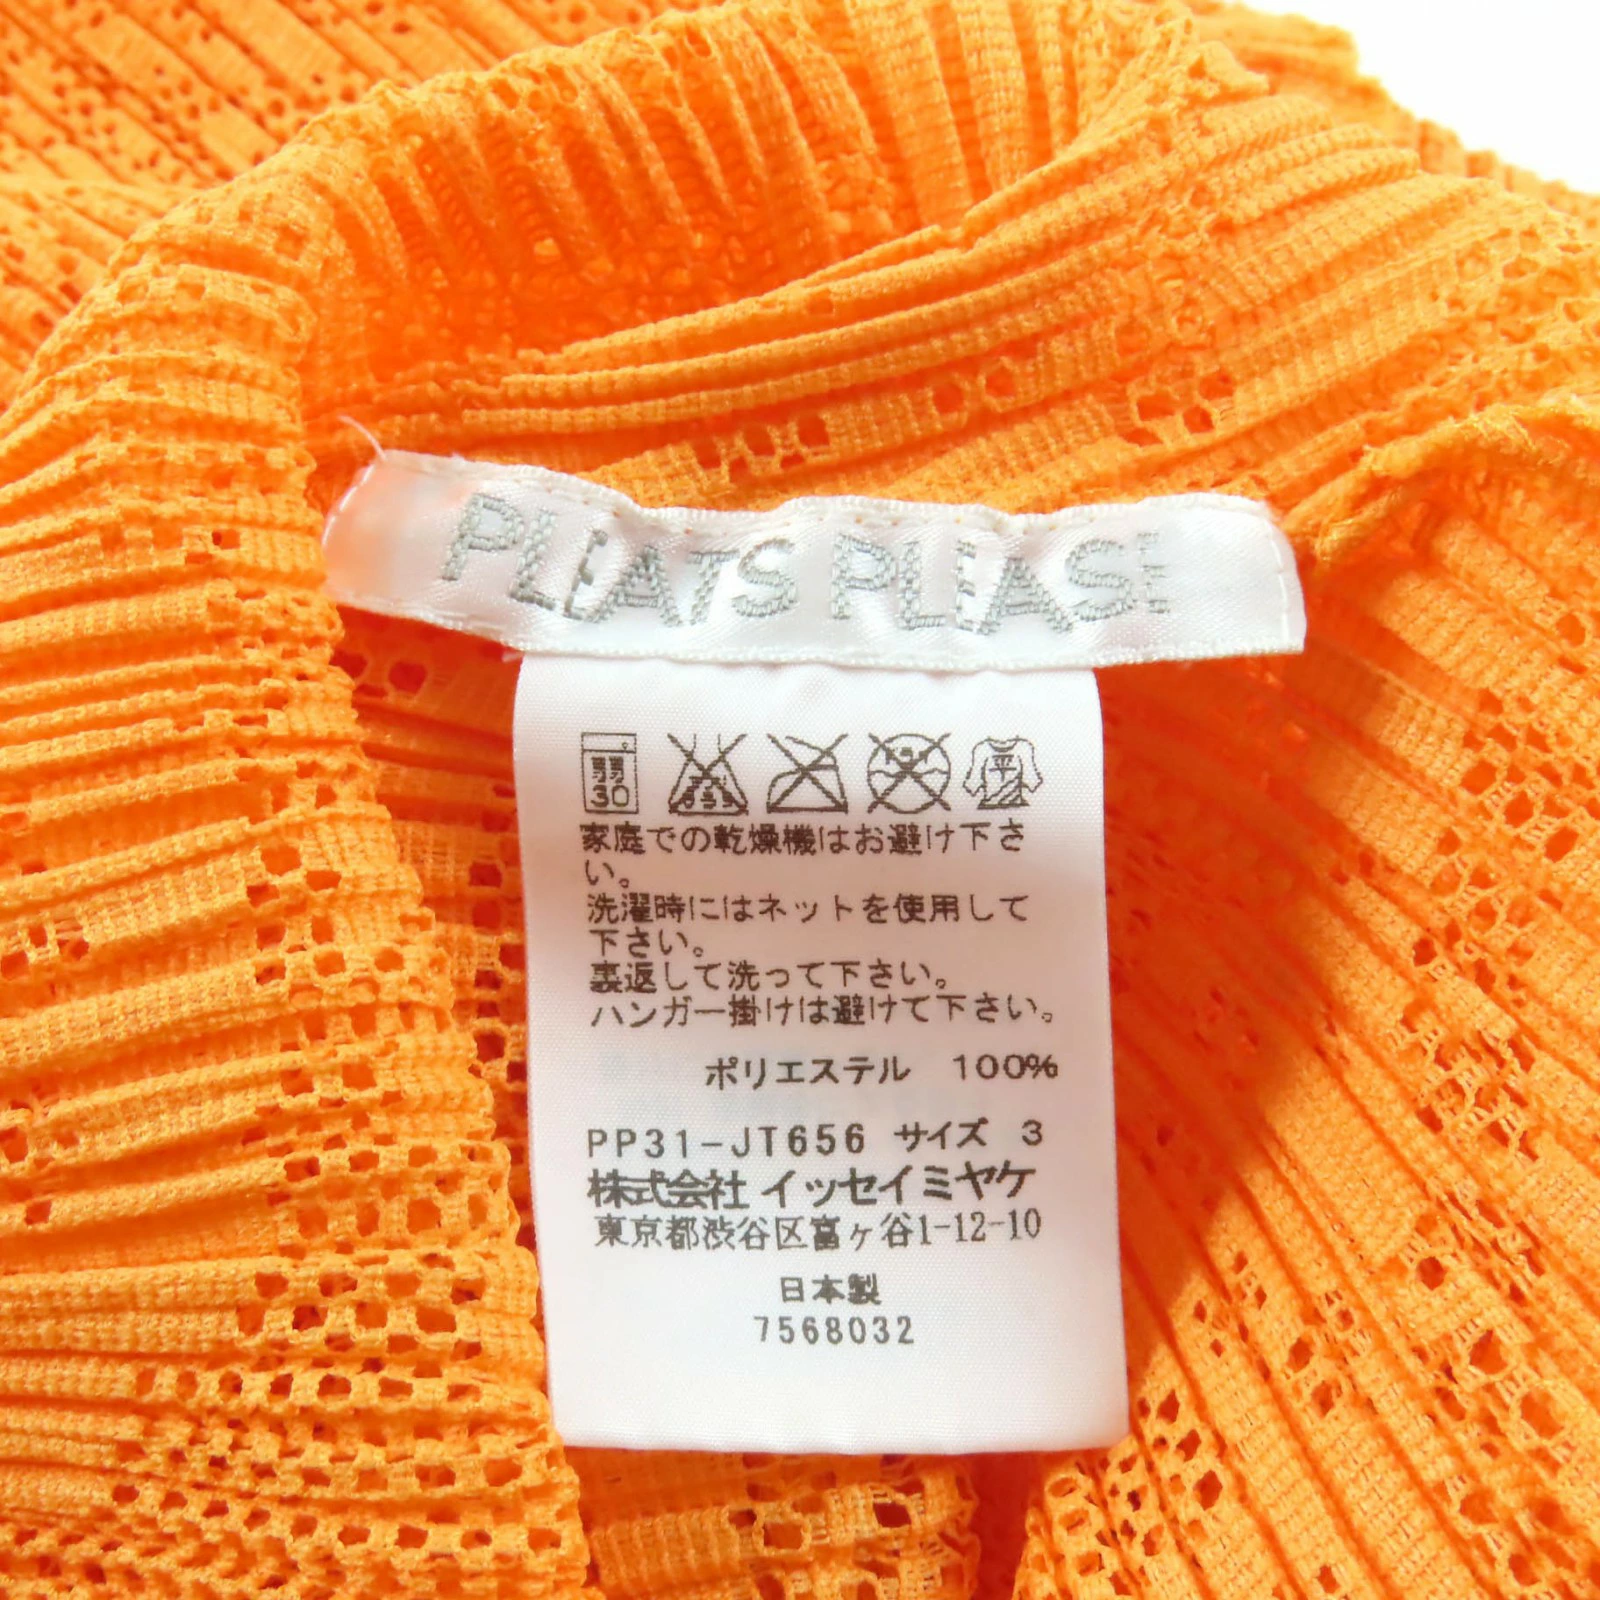 PLEATS PLEASE
弱
30
平
家庭での乾燥機はお避け下さ
い。
洗濯時にはネットを使用して
下さい。
裏返して洗って下さい。
ハンガー掛けは避けて下さい。
ポリエステル 100%
PP31-JT656 サイズ 3
株式会社 イッセイミヤケ
東京都渋谷区富ヶ谷1-12-10
日本製
7568032